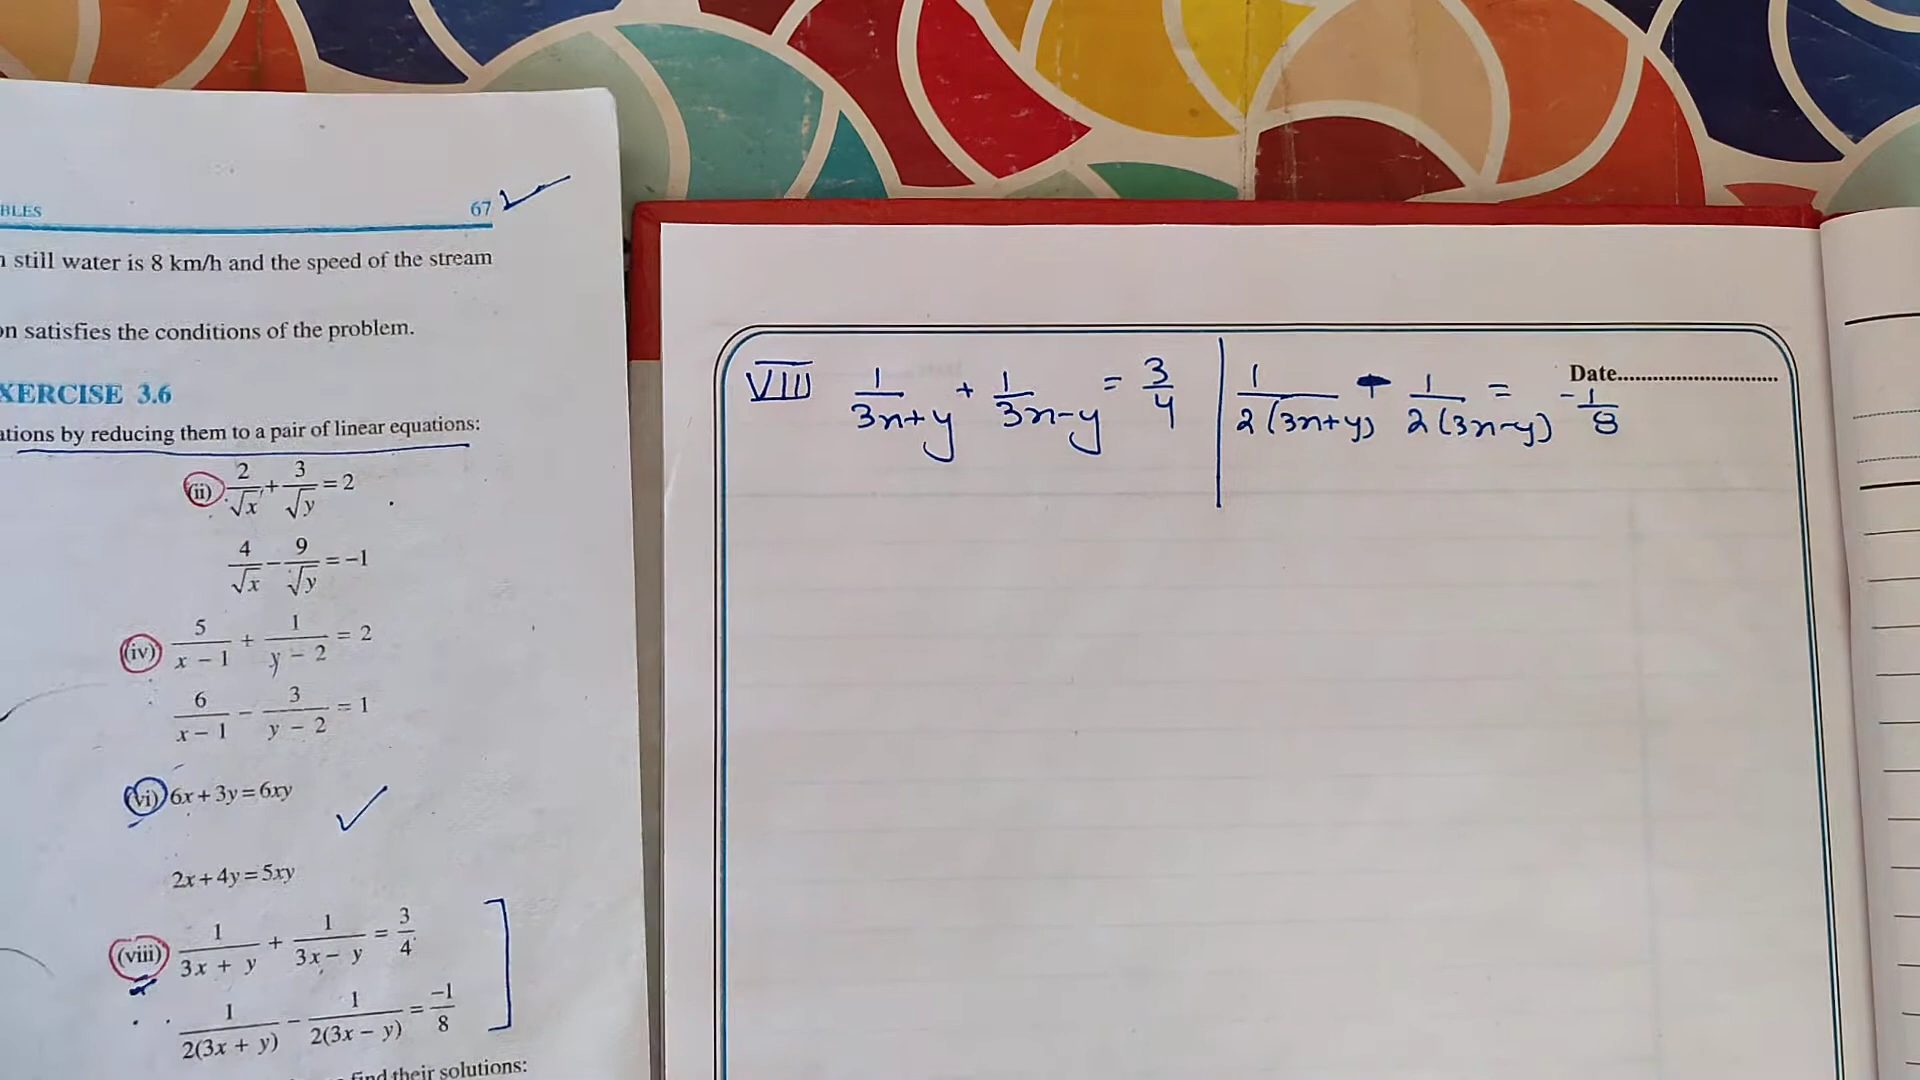 BLES 67
still water is 8 km/h and the speed of the stream
on satisfies the conditions of the problem.
XERCISE 3.6
ations by reducing them to a pair of linear equations:
(ii) 2/√x + 3/√y = 2
4/√x − 9/√y = −1
(iv) 5/(x − 1) + 1/(y − 2) = 2
6/(x − 1) − 3/(y − 2) = 1
(vi) 6x + 3y = 6xy
2x + 4y = 5xy
(viii) 1/(3x + y) + 1/(3x − y) = 3/4
1/(2(3x + y)) − 1/(2(3x − y)) = −1/8
find their solutions:
Date
VIII 1/(3x+y) + 1/(3x−y) = 3/4 | 1/(2(3x+y)) - 1/(2(3x−y)) = -1/8